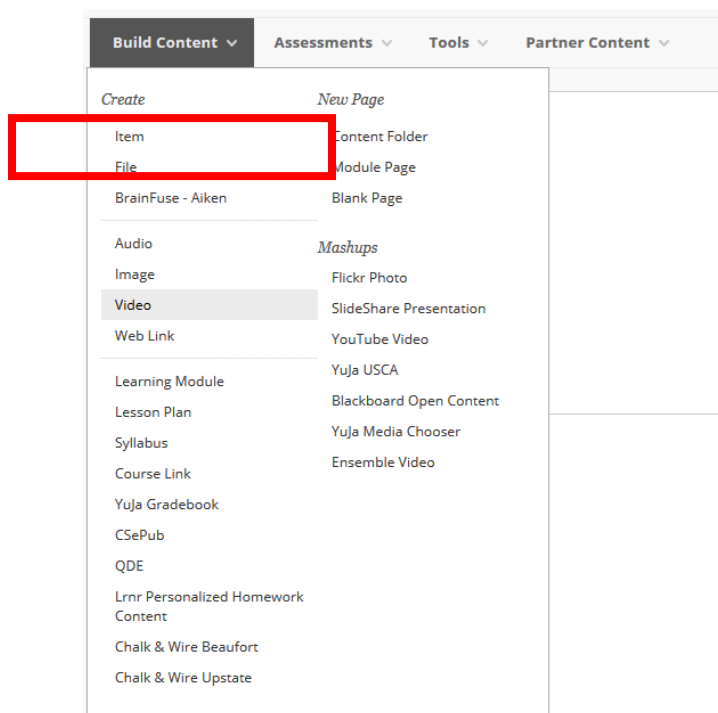 Build Content Assessments Tools Partner Content
Create
Item
File
BrainFuse - Aiken
Audio
Image
Video
Web Link
Learning Module
Lesson Plan
Syllabus
Course Link
YuJa Gradebook
CSePub
QDE
Lrnr Personalized Homework
Content
Chalk & Wire Beaufort
Chalk & Wire Upstate
New Page
Content Folder
Module Page
Blank Page
Mashups
Flickr Photo
SlideShare Presentation
YouTube Video
YuJa USCA
Blackboard Open Content
YuJa Media Chooser
Ensemble Video